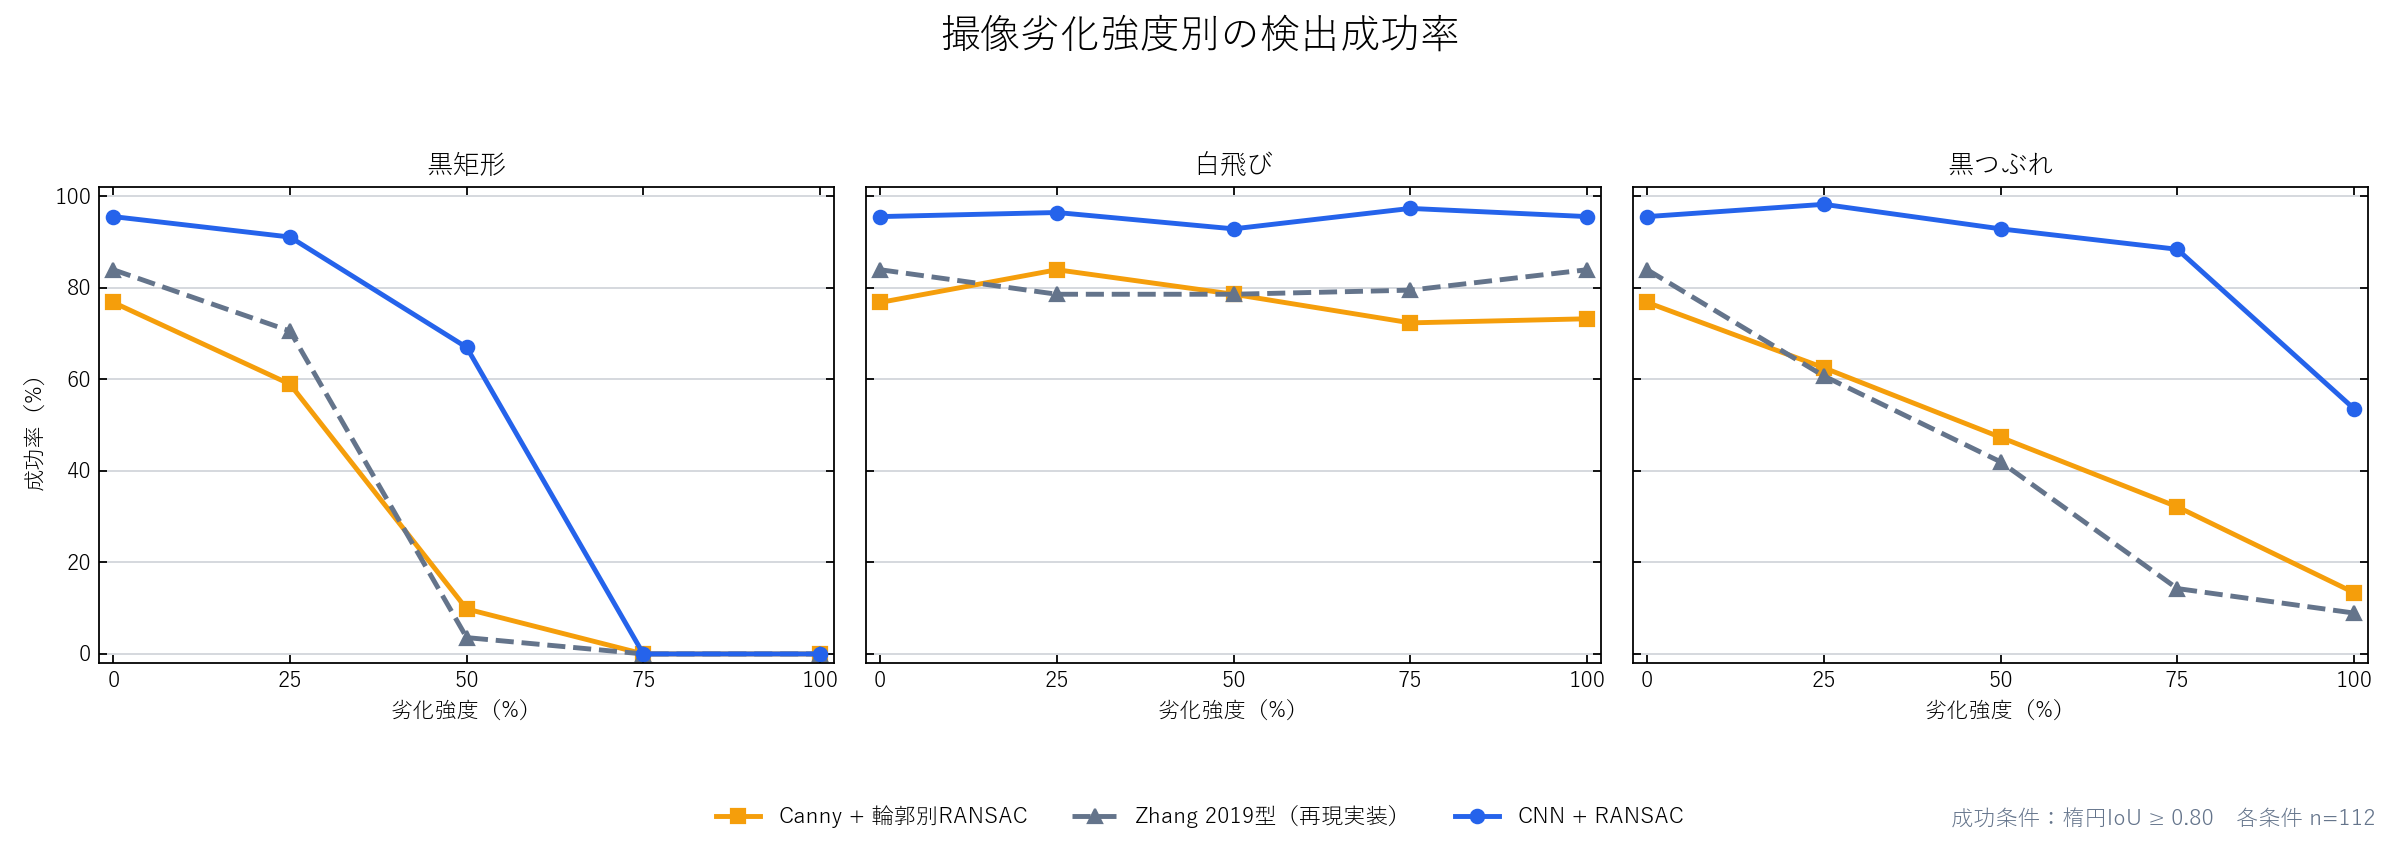 撮像劣化強度別の検出成功率
黒矩形
白飛び
黒つぶれ
成功率（%）
100
80
60
40
20
0
0 25 50 75 100
0 25 50 75 100
0 25 50 75 100
劣化強度（%）
劣化強度（%）
劣化強度（%）
Canny + 輪郭別RANSAC
Zhang 2019型（再現実装）
CNN + RANSAC
成功条件：楕円IoU ≥ 0.80　各条件 n=112